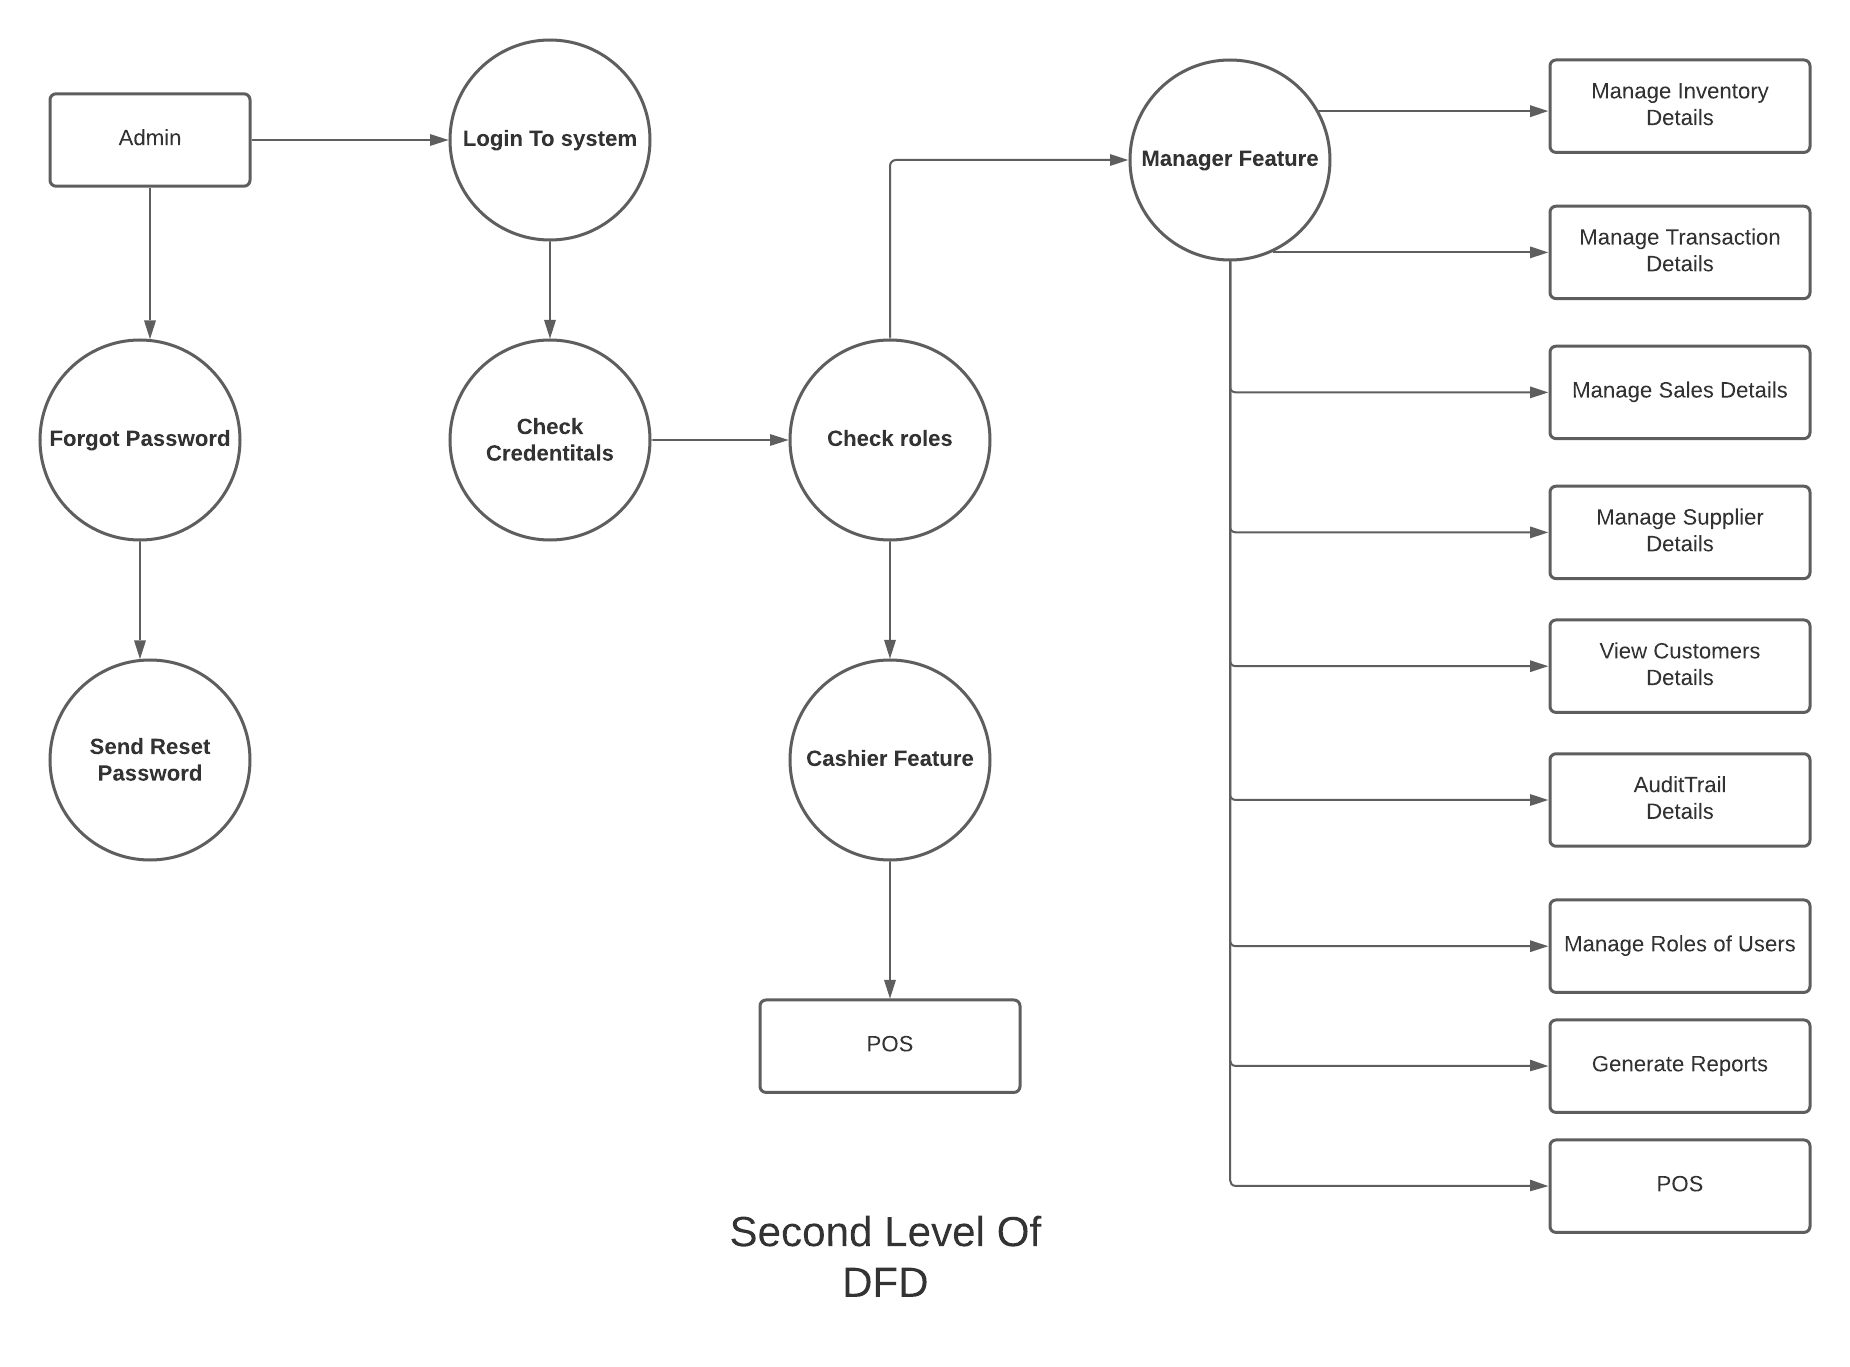 Admin
Login To system
Forgot Password
Send Reset
Password
Check
Credentitals
Check roles
Cashier Feature
POS
Manager Feature
Manage Inventory
Details
Manage Transaction
Details
Manage Sales Details
Manage Supplier
Details
View Customers
Details
AuditTrail
Details
Manage Roles of Users
Generate Reports
POS
Second Level Of
DFD